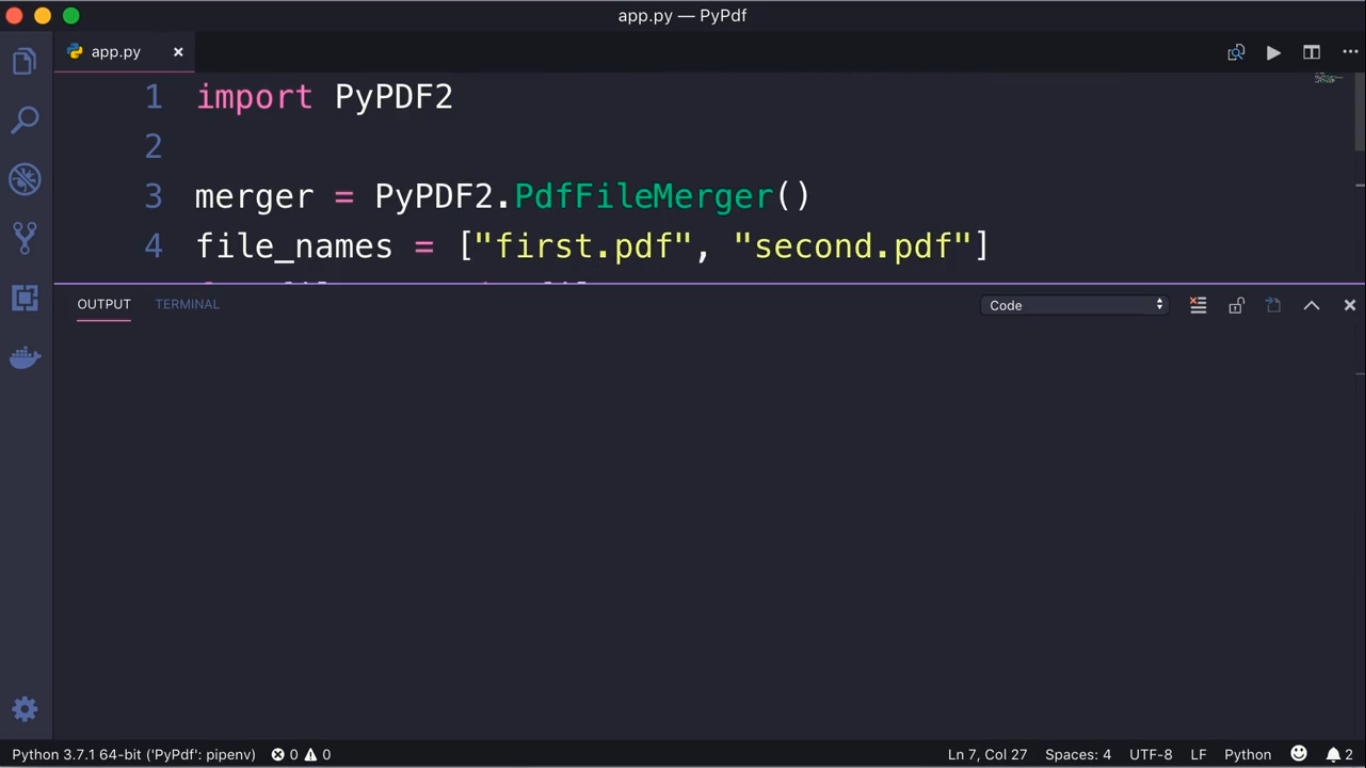 app.py — PyPdf
app.py
1 import PyPDF2
2
3 merger = PyPDF2.PdfFileMerger()
4 file_names = ["first.pdf", "second.pdf"]
OUTPUT TERMINAL Code
Python 3.7.1 64-bit ('PyPdf': pipenv) 0 0 Ln 7, Col 27 Spaces: 4 UTF-8 LF Python 2